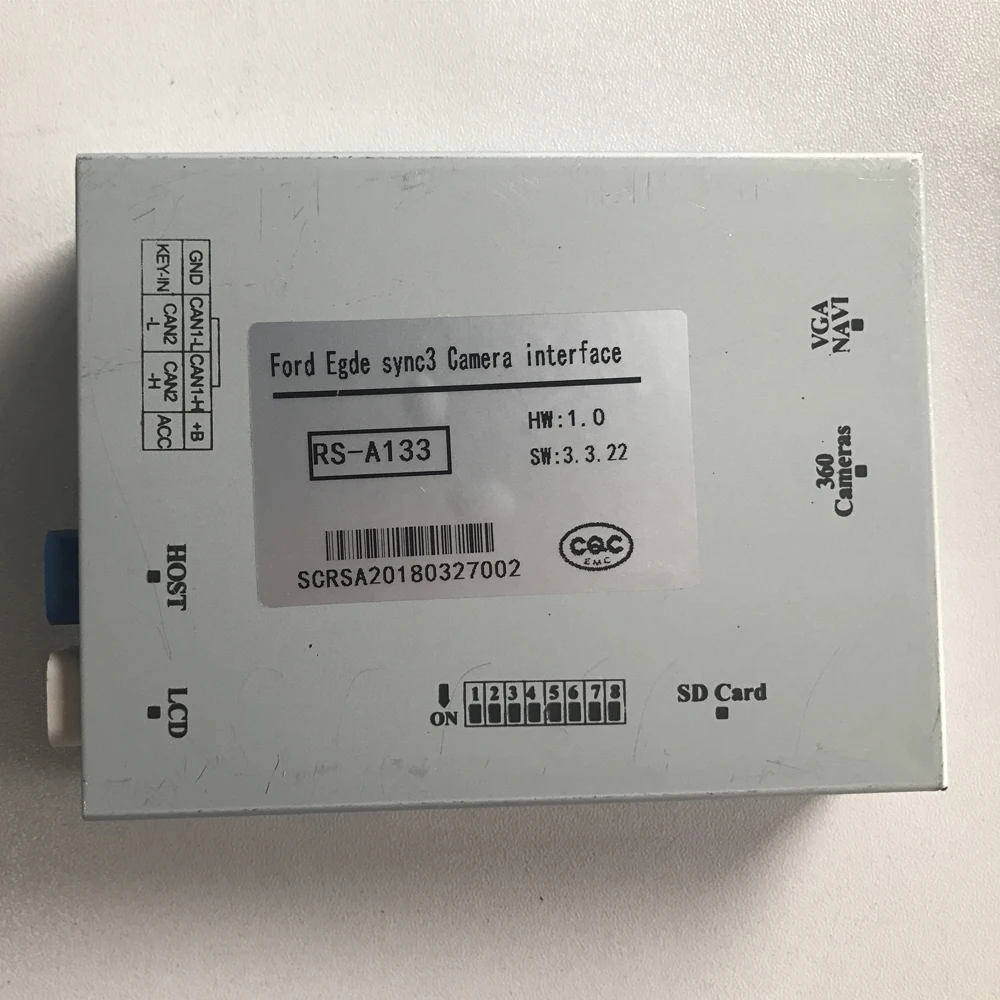 Ford Egde sync3 Camera interface
RS-A133
HW:1.0
SW:3.3.22
SCRSA20180327002
CQC
EMC
GND CAN1-L CAN1-H +B
KEY-IN CAN2-L CAN2-H ACC
HOST
LCD
VGA
NAVI
360
Cameras
ON
1 2 3 4 5 6 7 8
SD Card